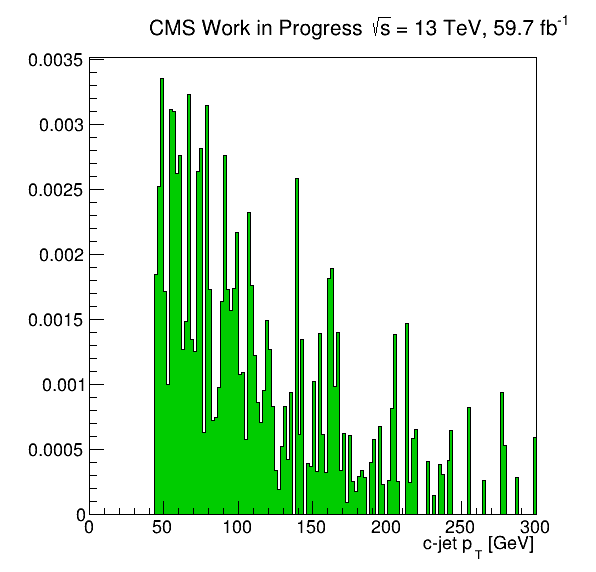 CMS Work in Progress √s = 13 TeV, 59.7 fb⁻¹
0.0035
0.003
0.0025
0.002
0.0015
0.001
0.0005
0
0 50 100 150 200 250 300
c-jet p_T [GeV]